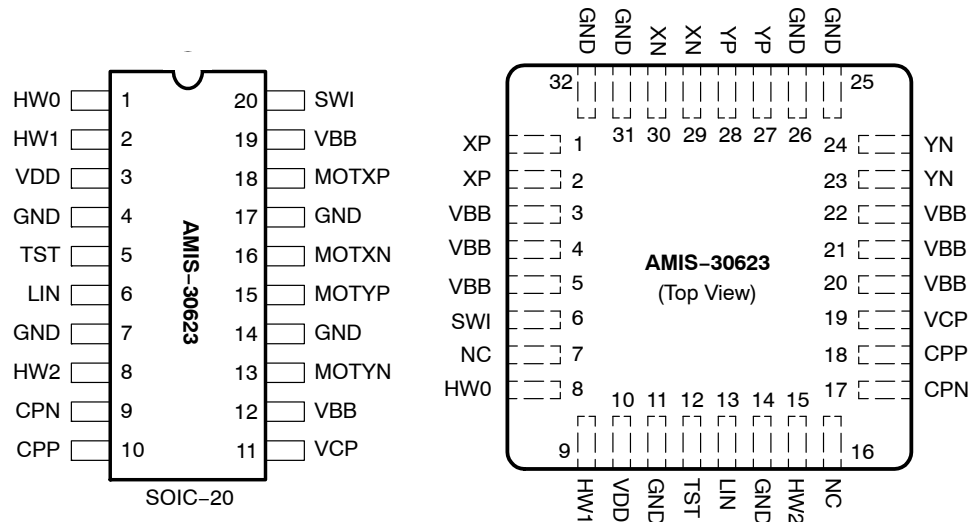 HW0 1 20 SWI
HW1 2 19 VBB
VDD 3 18 MOTXP
GND 4 17 GND
TST 5 16 MOTXN
LIN 6 15 MOTYP
GND 7 14 GND
HW2 8 13 MOTYN
CPN 9 12 VBB
CPP 10 11 VCP
AMIS−30623
SOIC−20
GND GND XN XN YP YP GND GND
32 31 30 29 28 27 26 25
XP 1 24 YN
XP 2 23 YN
VBB 3 22 VBB
VBB 4 21 VBB
VBB 5 20 VBB
SWI 6 19 VCP
NC 7 18 CPP
HW0 8 17 CPN
AMIS−30623
(Top View)
9 10 11 12 13 14 15 16
HW1 VDD GND TST LIN GND HW2 NC